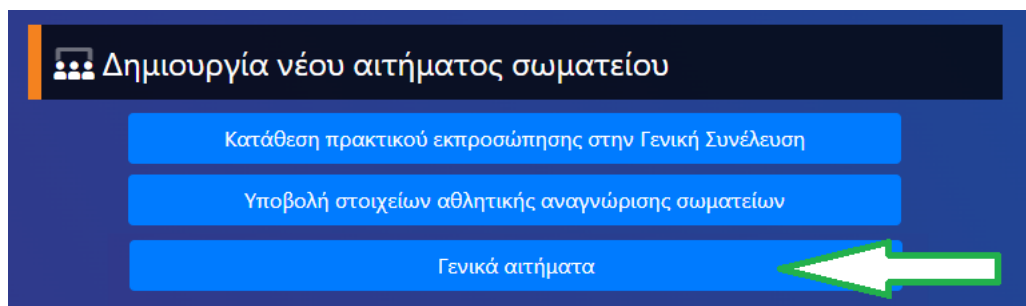 Δημιουργία νέου αιτήματος σωματείου
Κατάθεση πρακτικού εκπροσώπησης στην Γενική Συνέλευση
Υποβολή στοιχείων αθλητικής αναγνώρισης σωματείων
Γενικά αιτήματα